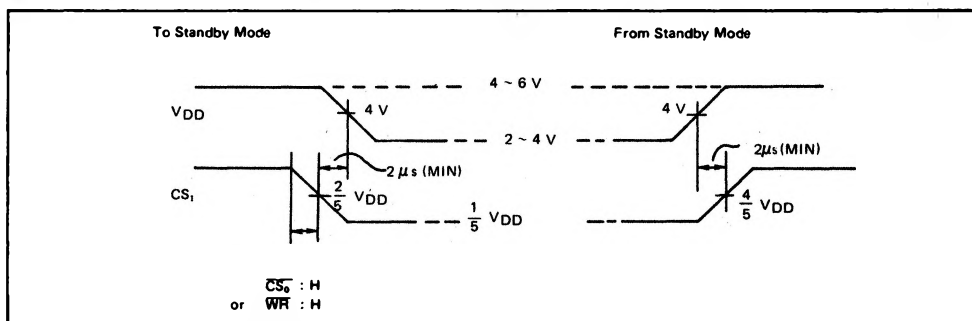 To Standby Mode
From Standby Mode
4 ~ 6 V
VDD
4 V
4 V
2 ~ 4 V
2 μs (MIN)
2μs (MIN)
CS₁
2/5 VDD
1/5 VDD
4/5 VDD
CS₀ : H
or WR : H